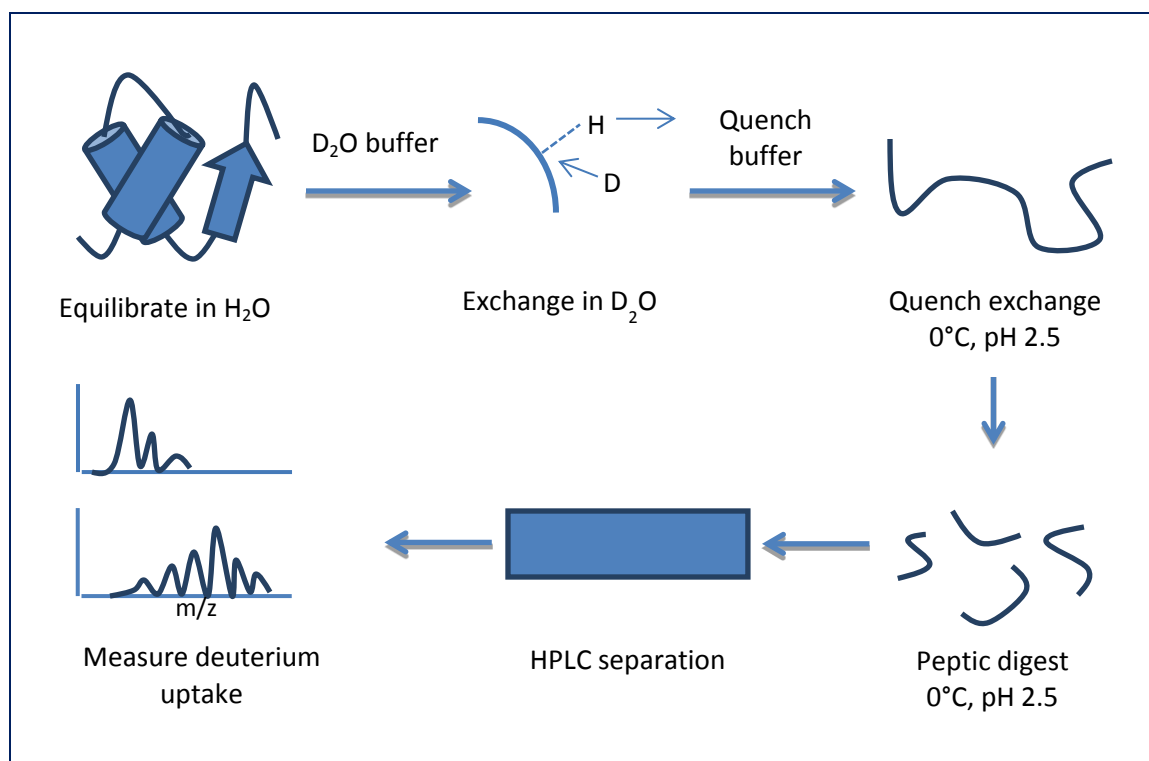 D₂O buffer
H
D
Quench
buffer
Equilibrate in H₂O
Exchange in D₂O
Quench exchange
0°C, pH 2.5
Peptic digest
0°C, pH 2.5
HPLC separation
m/z
Measure deuterium
uptake